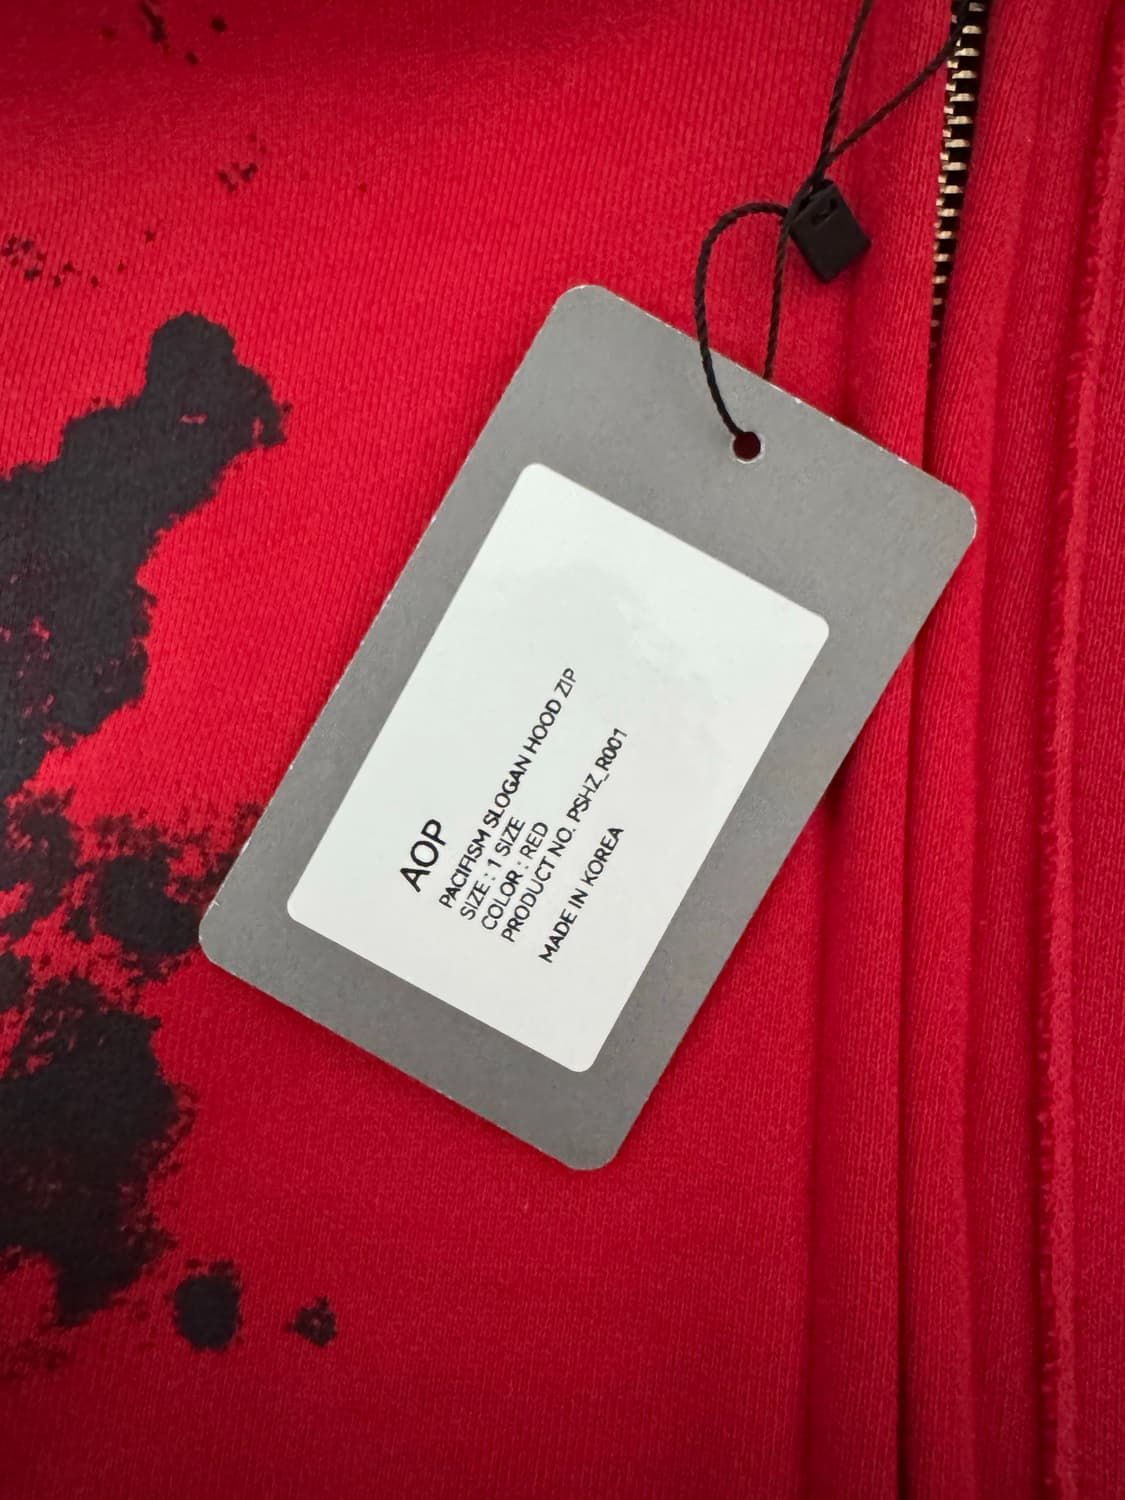 AOP
PACIFISM SLOGAN HOOD ZIP
SIZE : 1 SIZE
COLOR : RED
PRODUCT NO. PSHZ_R001
MADE IN KOREA